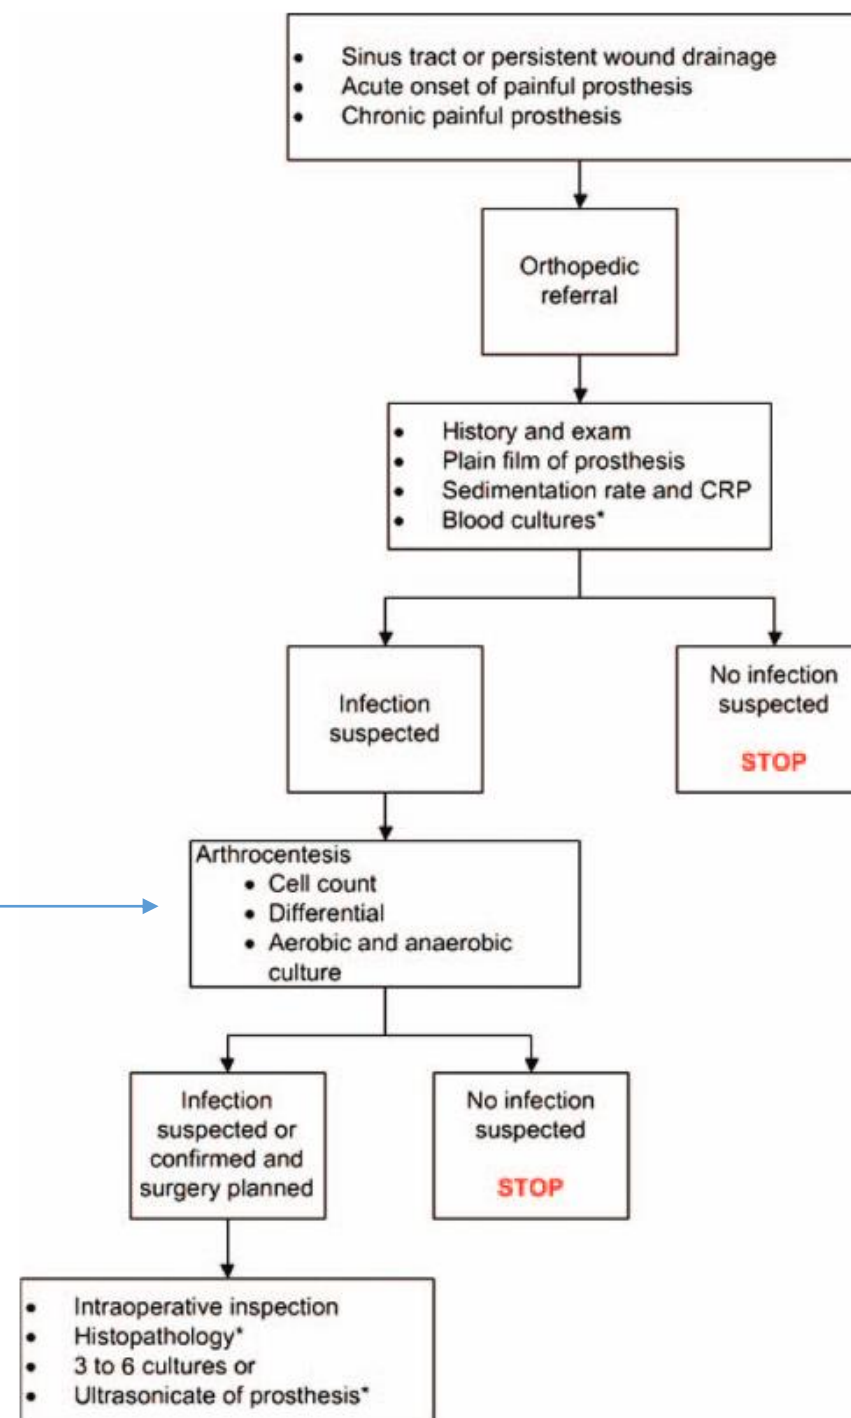 • Sinus tract or persistent wound drainage
• Acute onset of painful prosthesis
• Chronic painful prosthesis
Orthopedic
referral
• History and exam
• Plain film of prosthesis
• Sedimentation rate and CRP
• Blood cultures*
Infection
suspected
No infection
suspected
STOP
Arthrocentesis
• Cell count
• Differential
• Aerobic and anaerobic
culture
Infection
suspected or
confirmed and
surgery planned
No infection
suspected
STOP
• Intraoperative inspection
• Histopathology*
• 3 to 6 cultures or
• Ultrasonicate of prosthesis*